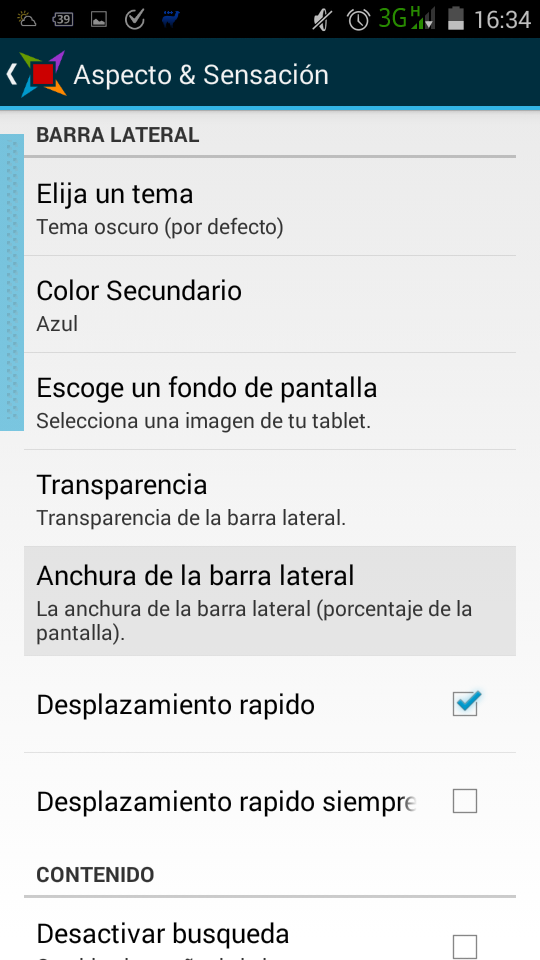 39
3G H
16:34
Aspecto & Sensación
BARRA LATERAL
Elija un tema
Tema oscuro (por defecto)
Color Secundario
Azul
Escoge un fondo de pantalla
Selecciona una imagen de tu tablet.
Transparencia
Transparencia de la barra lateral.
Anchura de la barra lateral
La anchura de la barra lateral (porcentaje de la
pantalla).
Desplazamiento rapido
Desplazamiento rapido siempre
CONTENIDO
Desactivar busqueda